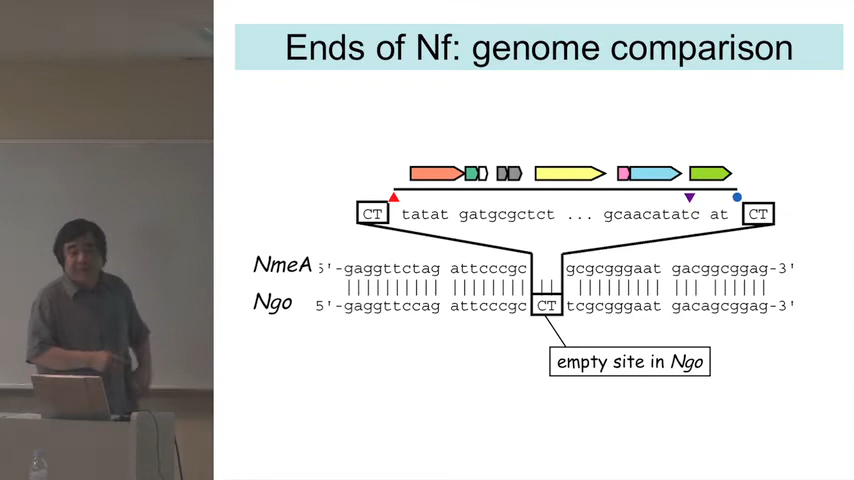 Ends of Nf: genome comparison
CT tatat gatgcgctct ... gcaacatatc at CT
NmeA 5'-gaggttctag attcccgc gcgcgggaat gacggcggag-3'
Ngo 5'-gaggttccag attcccgc CT tcgcgggaat gacagcggag-3'
empty site in Ngo